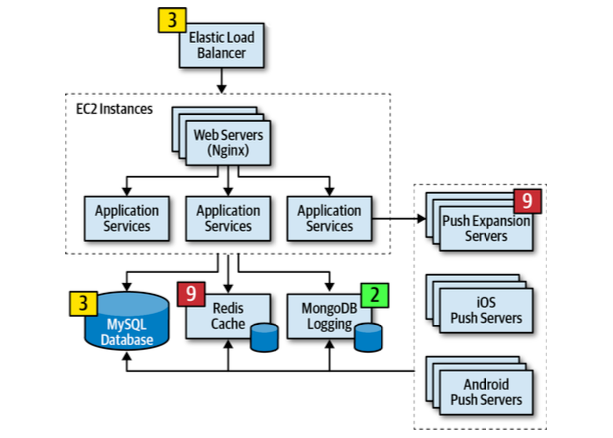 3
Elastic Load
Balancer
EC2 Instances
Web Servers
(Nginx)
Application
Services
Application
Services
Application
Services
9
Push Expansion
Servers
3
MySQL
Database
9
Redis
Cache
2
MongoDB
Logging
iOS
Push Servers
Android
Push Servers